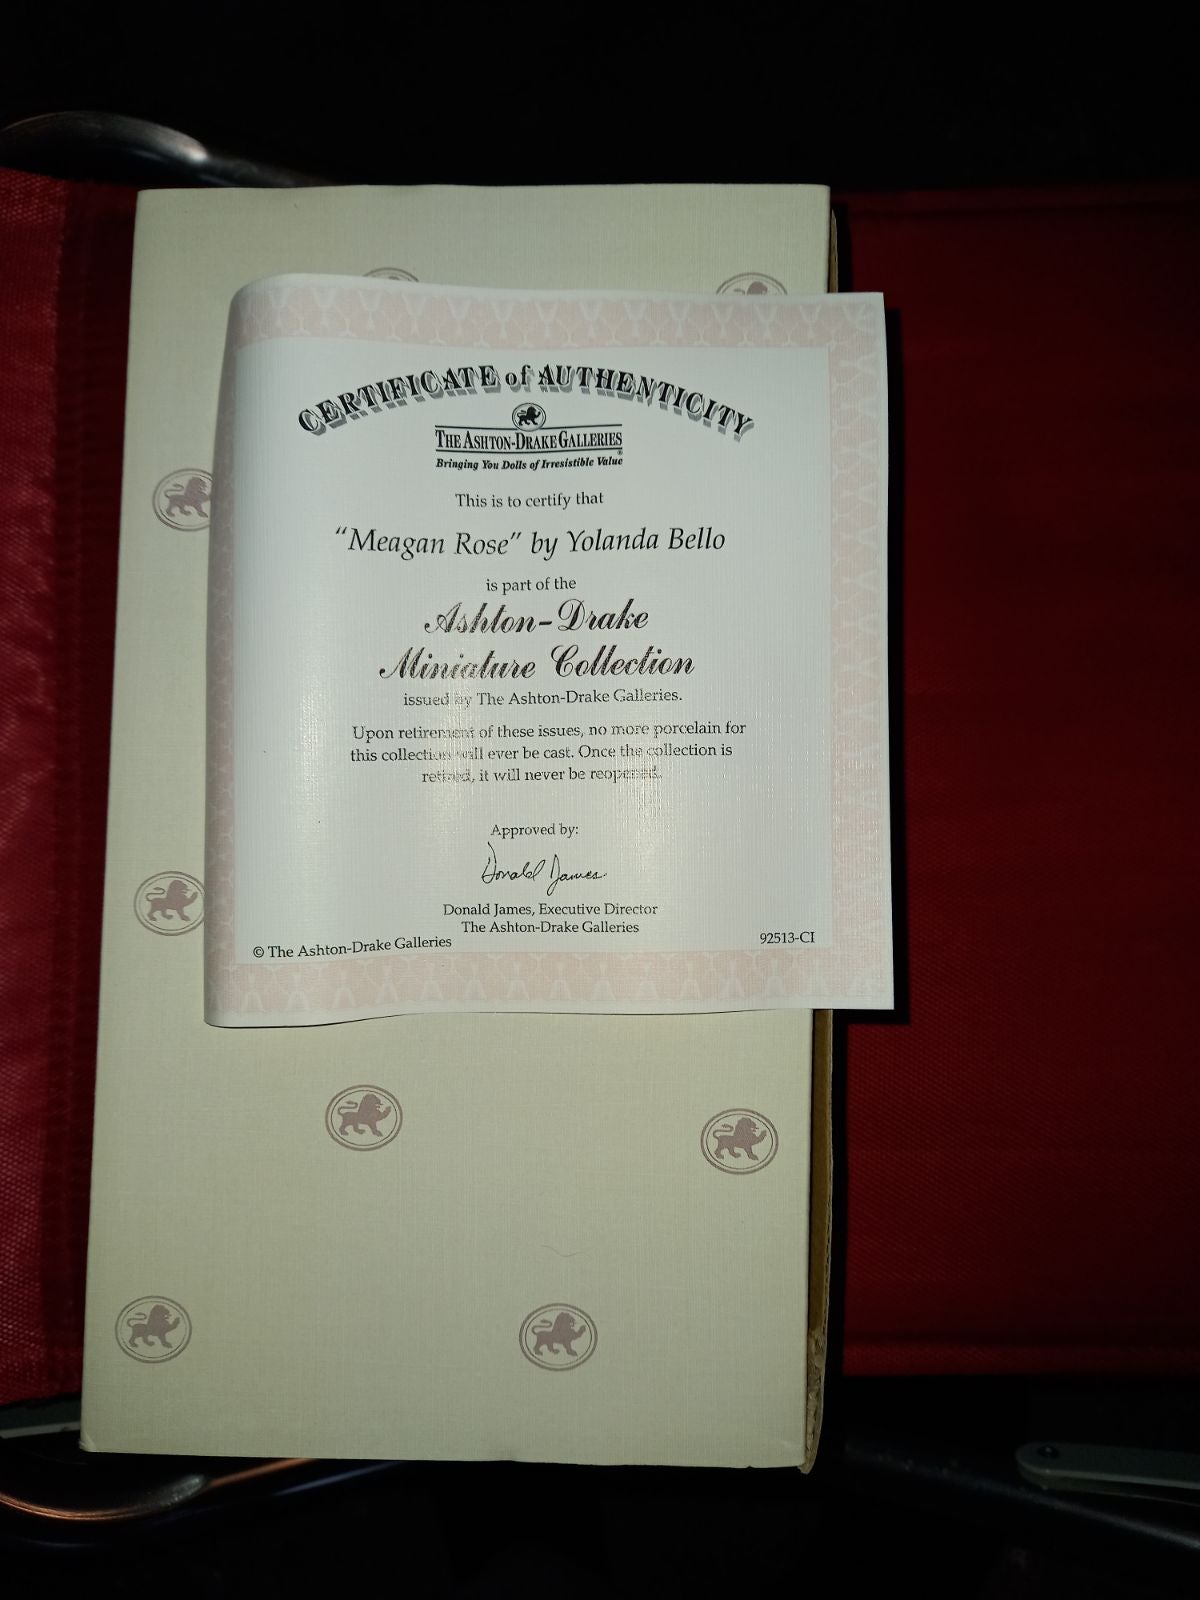 CERTIFICATE of AUTHENTICITY
THE ASHTON-DRAKE GALLERIES®
Bringing You Dolls of Irresistible Value
This is to certify that
"Meagan Rose" by Yolanda Bello
is part of the
Ashton-Drake
Miniature Collection
issued by The Ashton-Drake Galleries.
Upon retirement of these issues, no more porcelain for
this collection will ever be cast. Once the collection is
retired, it will never be reopened.
Approved by:
Donald James
Donald James, Executive Director
The Ashton-Drake Galleries
© The Ashton-Drake Galleries
92513-CI